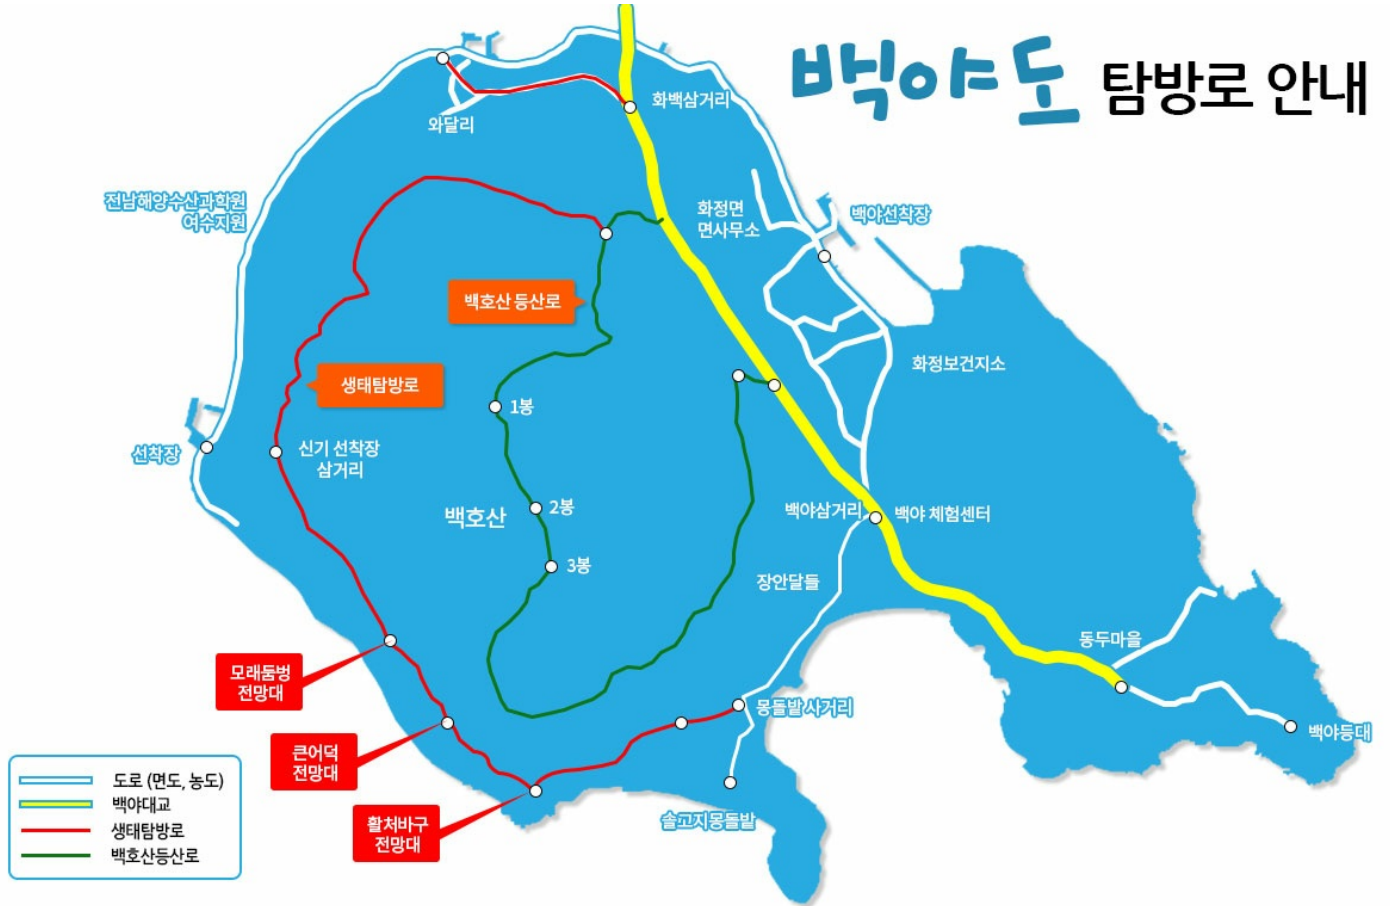 백야도 탐방로 안내
화백삼거리
와달리
전남해양수산과학원
여수지원
화정면
면사무소
백야선착장
백호산 등산로
화정보건지소
생태탐방로
1봉
선착장
신기 선착장
삼거리
백호산
2봉
백야삼거리
백야 체험센터
3봉
장안달들
동두마을
모래둠벙
전망대
몽돌밭 사거리
백야등대
큰어덕
전망대
솔고지몽돌밭
활처바구
전망대
도로 (면도, 농도)
백야대교
생태탐방로
백호산등산로